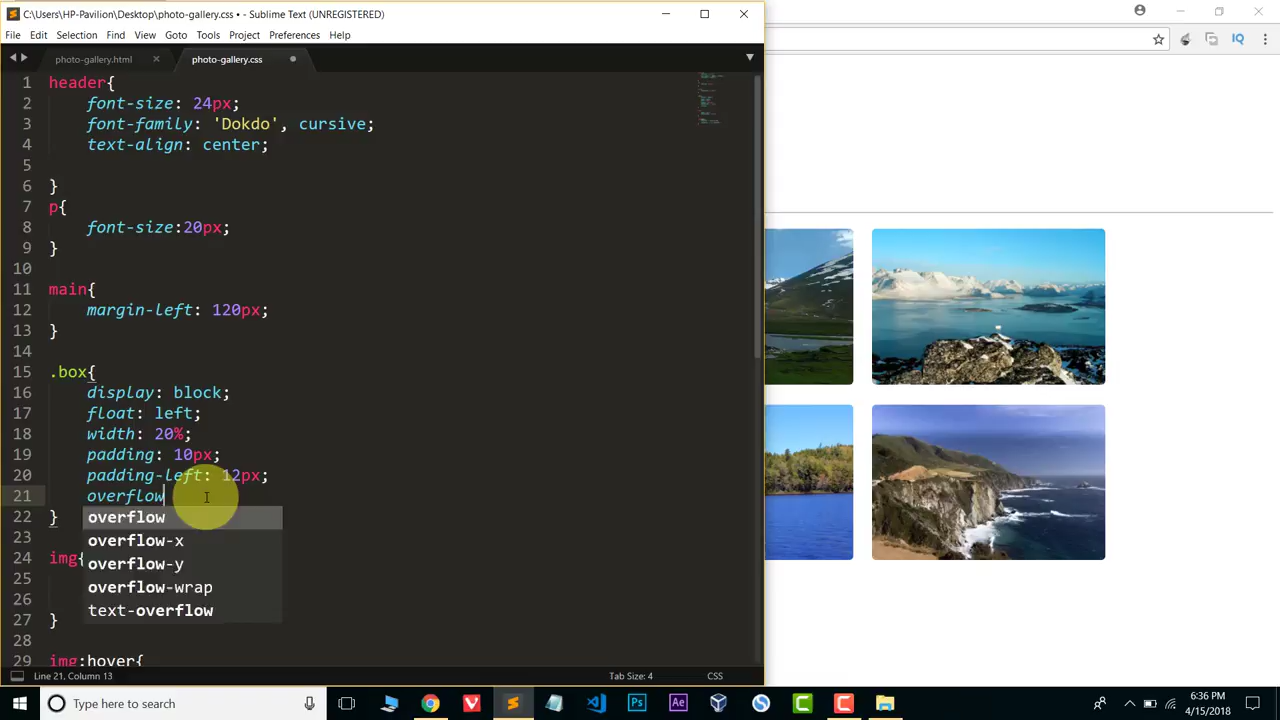 C:\Users\HP-Pavilion\Desktop\photo-gallery.css • - Sublime Text (UNREGISTERED)
File Edit Selection Find View Goto Tools Project Preferences Help
photo-gallery.html photo-gallery.css
1 header{
2 font-size: 24px;
3 font-family: 'Dokdo', cursive;
4 text-align: center;
5
6 }
7 p{
8 font-size:20px;
9 }
10
11 main{
12 margin-left: 120px;
13 }
14
15 .box{
16 display: block;
17 float: left;
18 width: 20%;
19 padding: 10px;
20 padding-left: 12px;
21 overflow
22 }
overflow
23
overflow-x
24 img{
overflow-y
25
overflow-wrap
26
text-overflow
27 }
28
29 img:hover{
Line 21, Column 13 Tab Size: 4 CSS
IQ
Type here to search
Ps
Ae
6:36 PM
4/15/2018